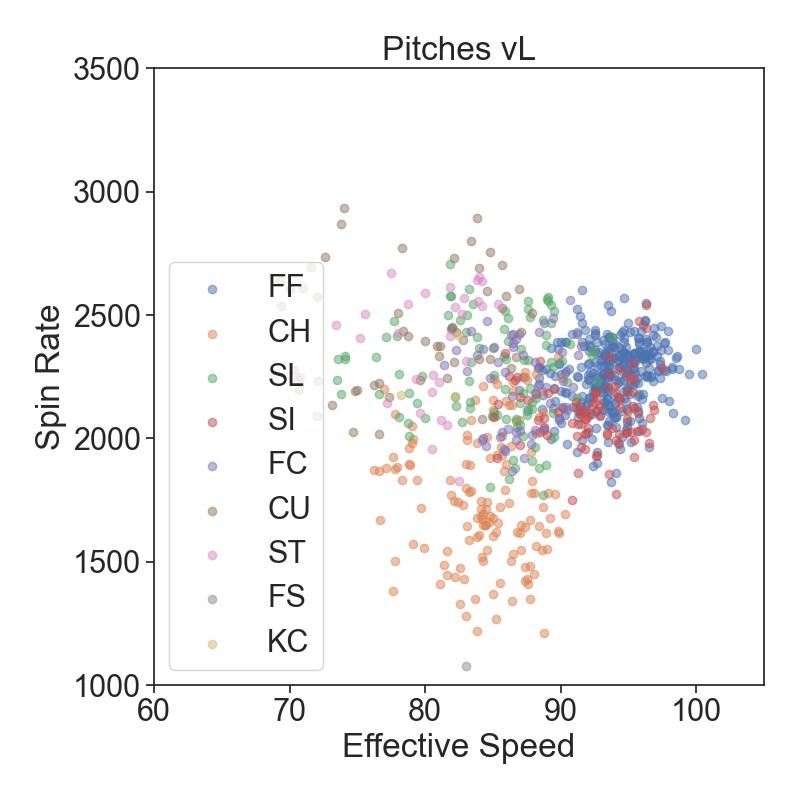 Pitches vL
3500
3000
2500
2000
1500
1000
Spin Rate
FF
CH
SL
SI
FC
CU
ST
FS
KC
60 70 80 90 100
Effective Speed